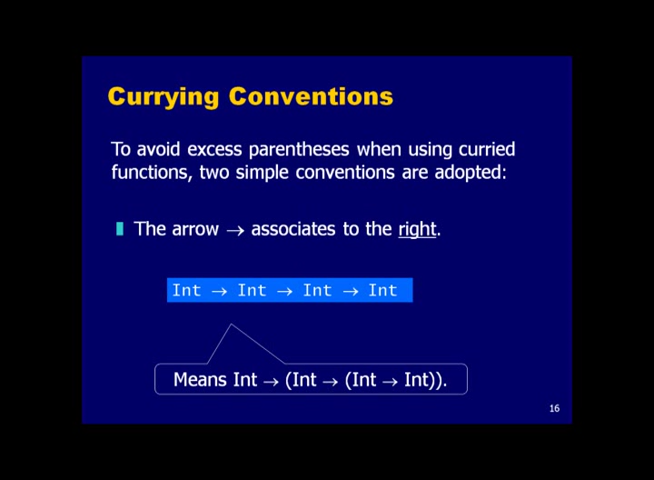 Currying Conventions
To avoid excess parentheses when using curried
functions, two simple conventions are adopted:
The arrow → associates to the right.
Int → Int → Int → Int
Means Int → (Int → (Int → Int)).
16